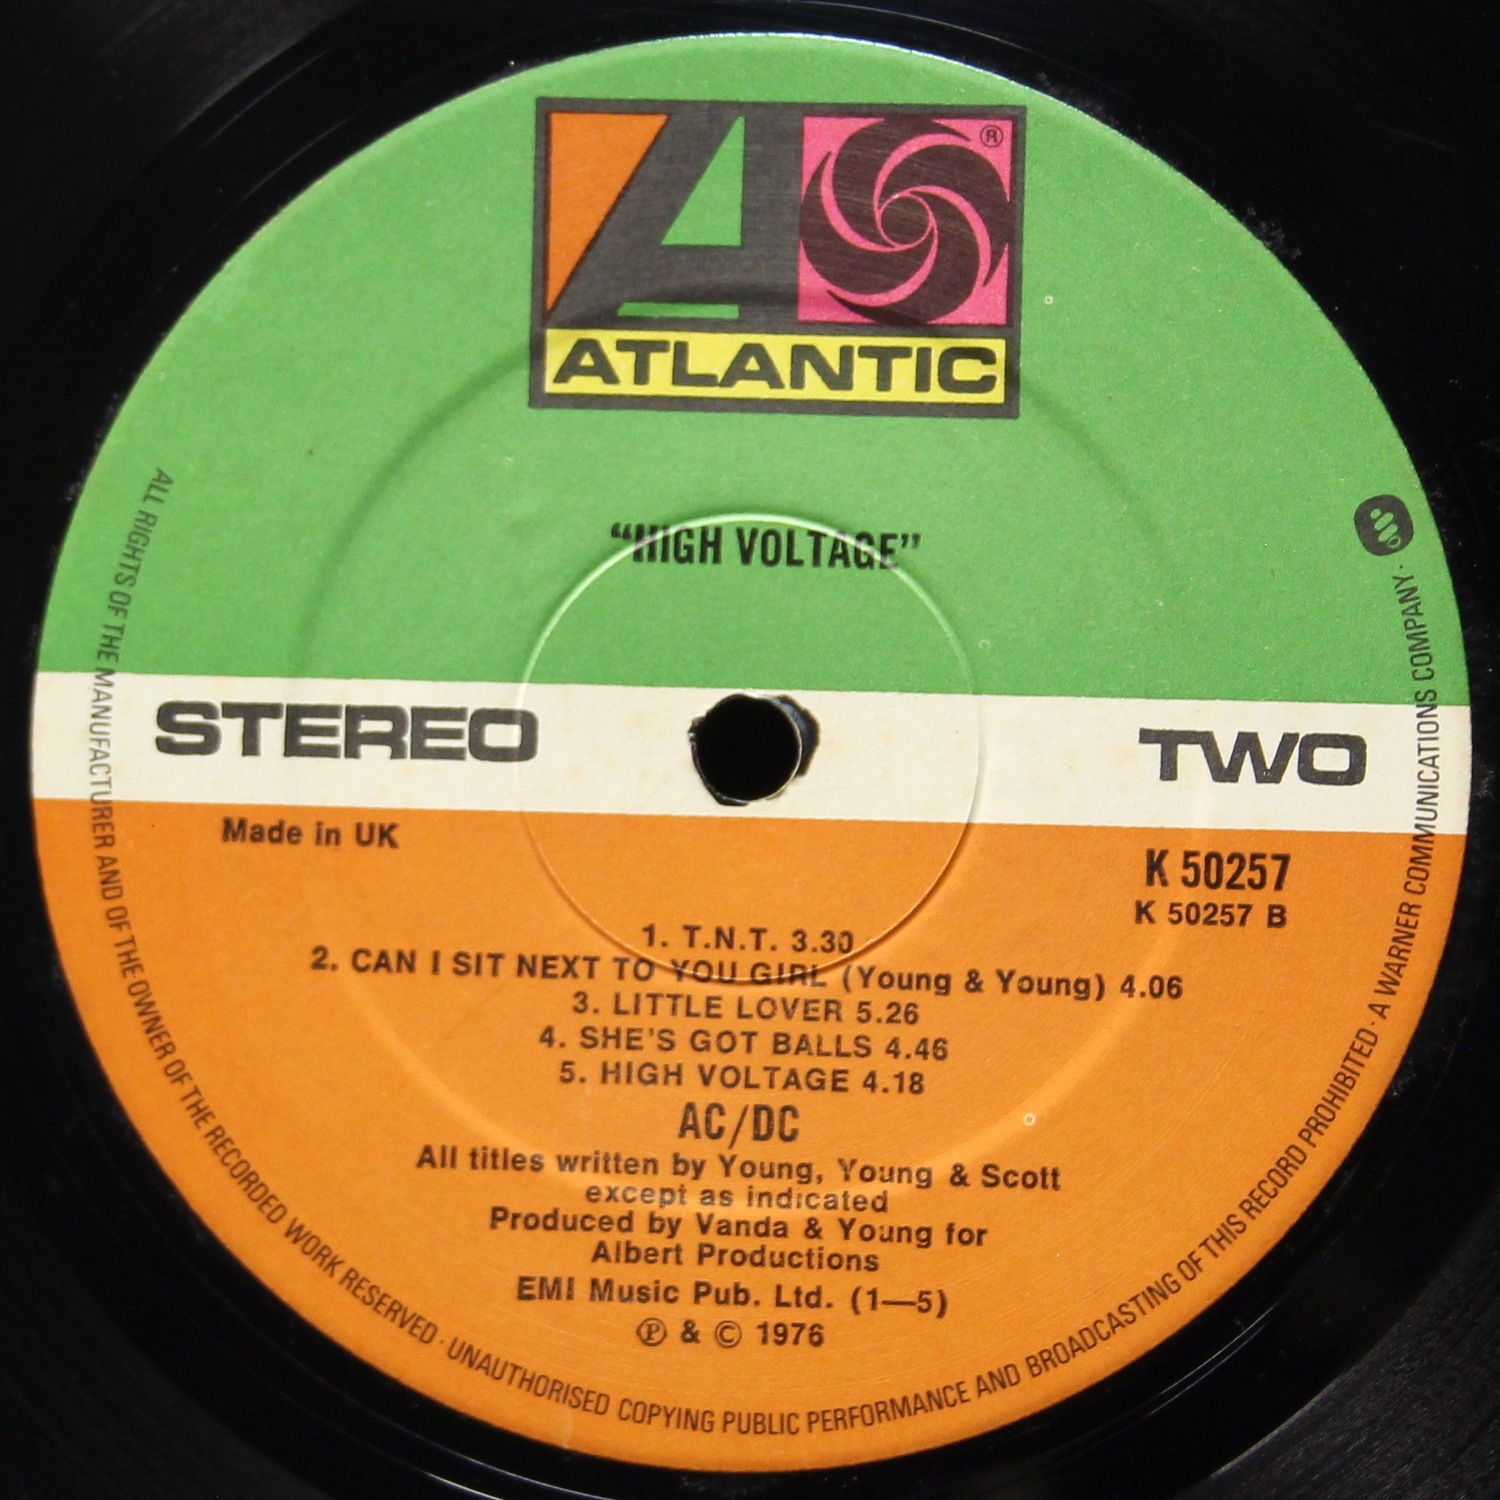 ®
ATLANTIC
“HIGH VOLTAGE”
STEREO
TWO
Made in UK
K 50257
K 50257 B
1. T.N.T. 3.30
2. CAN I SIT NEXT TO YOU GIRL (Young & Young) 4.06
3. LITTLE LOVER 5.26
4. SHE'S GOT BALLS 4.46
5. HIGH VOLTAGE 4.18
AC/DC
All titles written by Young, Young & Scott
except as indicated
Produced by Vanda & Young for
Albert Productions
EMI Music Pub. Ltd. (1—5)
℗ & © 1976
ALL RIGHTS OF THE MANUFACTURER AND OF THE OWNER OF THE RECORDED WORK RESERVED · UNAUTHORISED COPYING PUBLIC PERFORMANCE AND BROADCASTING OF THIS RECORD PROHIBITED · A WARNER COMMUNICATIONS COMPANY ·